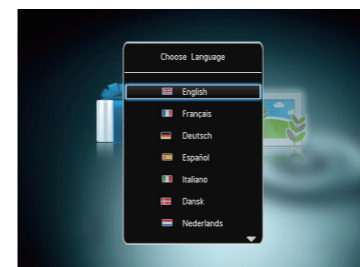 Choose Language
English
Français
Deutsch
Español
Italiano
Dansk
Nederlands